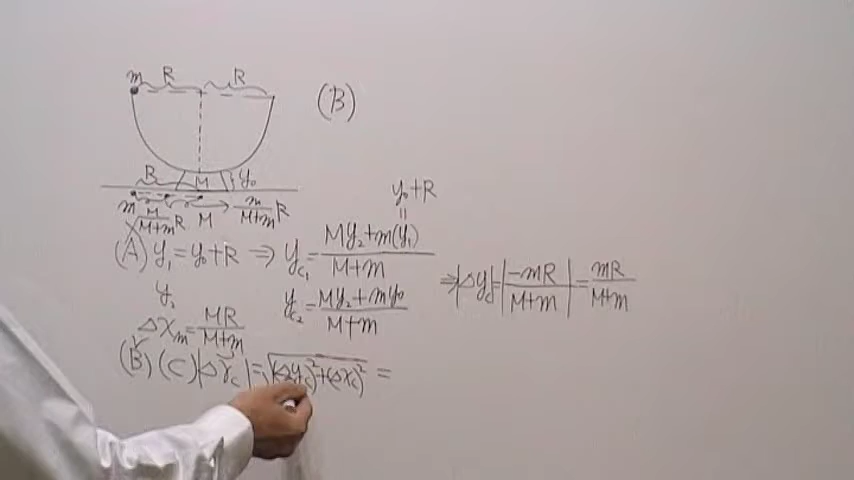 m R R
(B)
R M y₀
m M/(M+m) R M m/(M+m) R
y₀+R
=
(A) y₁=y₀+R ⇒ y_C₁=(My₂+m(y₁))/(M+m)
⇒|Δy_C|=|-mR/(M+m)|=mR/(M+m)
y₂ y_C₂=(My₂+my₀)/(M+m)
Δx_m=MR/(M+m)
(B) (C)|Δr_C|=√((Δy_C)²+(Δx_C)²) =